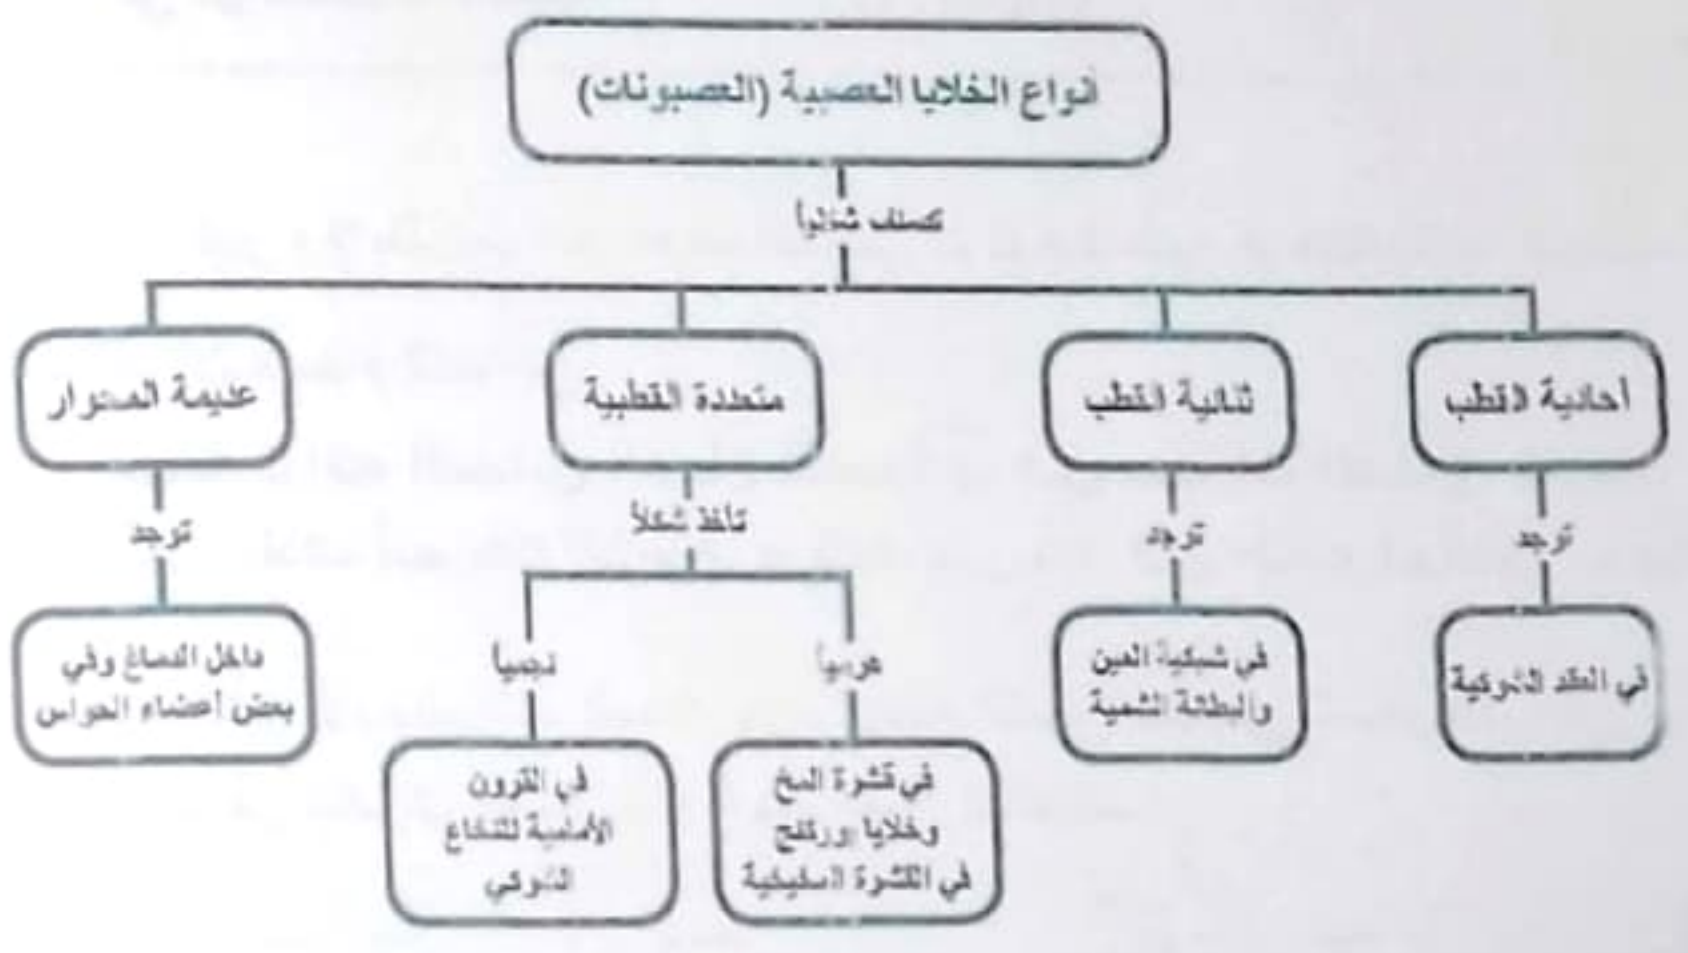 أنواع الخلايا العصبية (العصبونات)
تصنف شكلياً
أحادية القطب
ثنائية القطب
متعددة القطبية
عديمة المحوار
توجد
توجد
تأخذ شكلاً
توجد
في العقد الشوكية
في شبكية العين
والبطانة الشمية
هرمياً
نجمياً
داخل الدماغ وفي
بعض أعضاء الحواس
في قشرة المخ
وخلايا بوركنج
في القشرة المخيخية
في القرون
الأمامية للنخاع
الشوكي